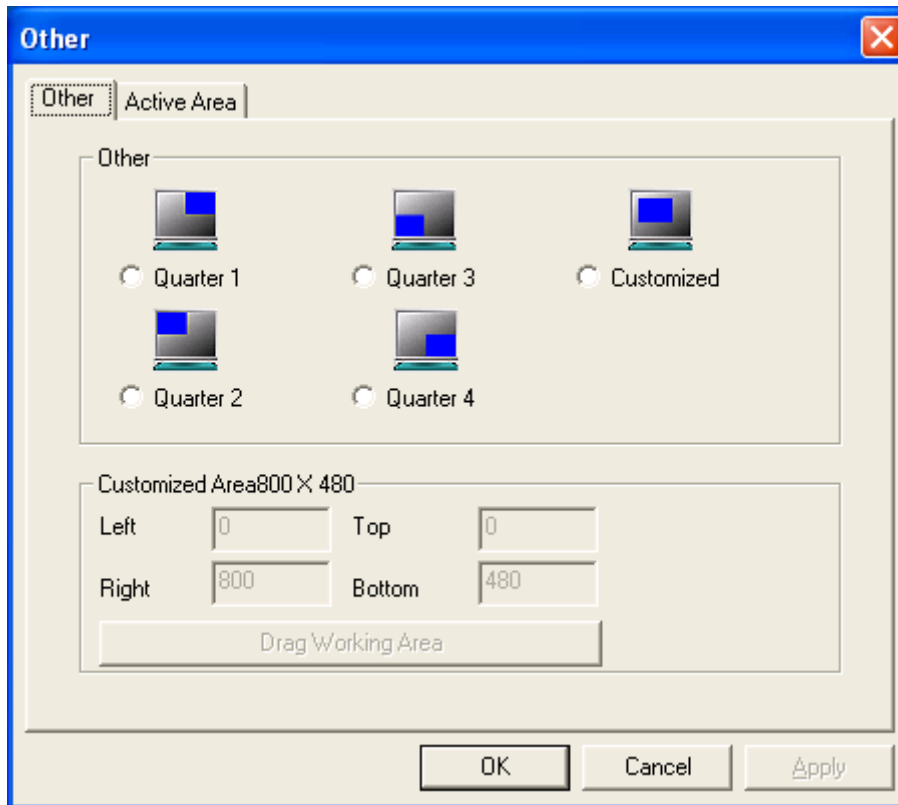 Other
Other Active Area
Other
Quarter 1 Quarter 3 Customized
Quarter 2 Quarter 4
Customized Area800 X 480
Left 0 Top 0
Right 800 Bottom 480
Drag Working Area
OK Cancel Apply